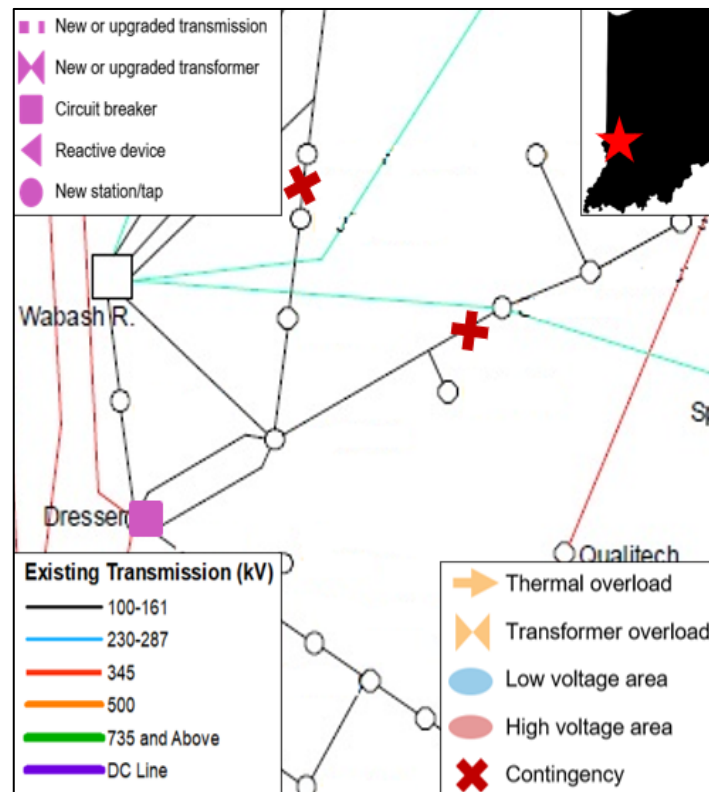 New or upgraded transmission
New or upgraded transformer
Circuit breaker
Reactive device
New station/tap
Wabash R.
Sp
Dresser
Qualitech
Existing Transmission (kV)
100-161
230-287
345
500
735 and Above
DC Line
Thermal overload
Transformer overload
Low voltage area
High voltage area
Contingency